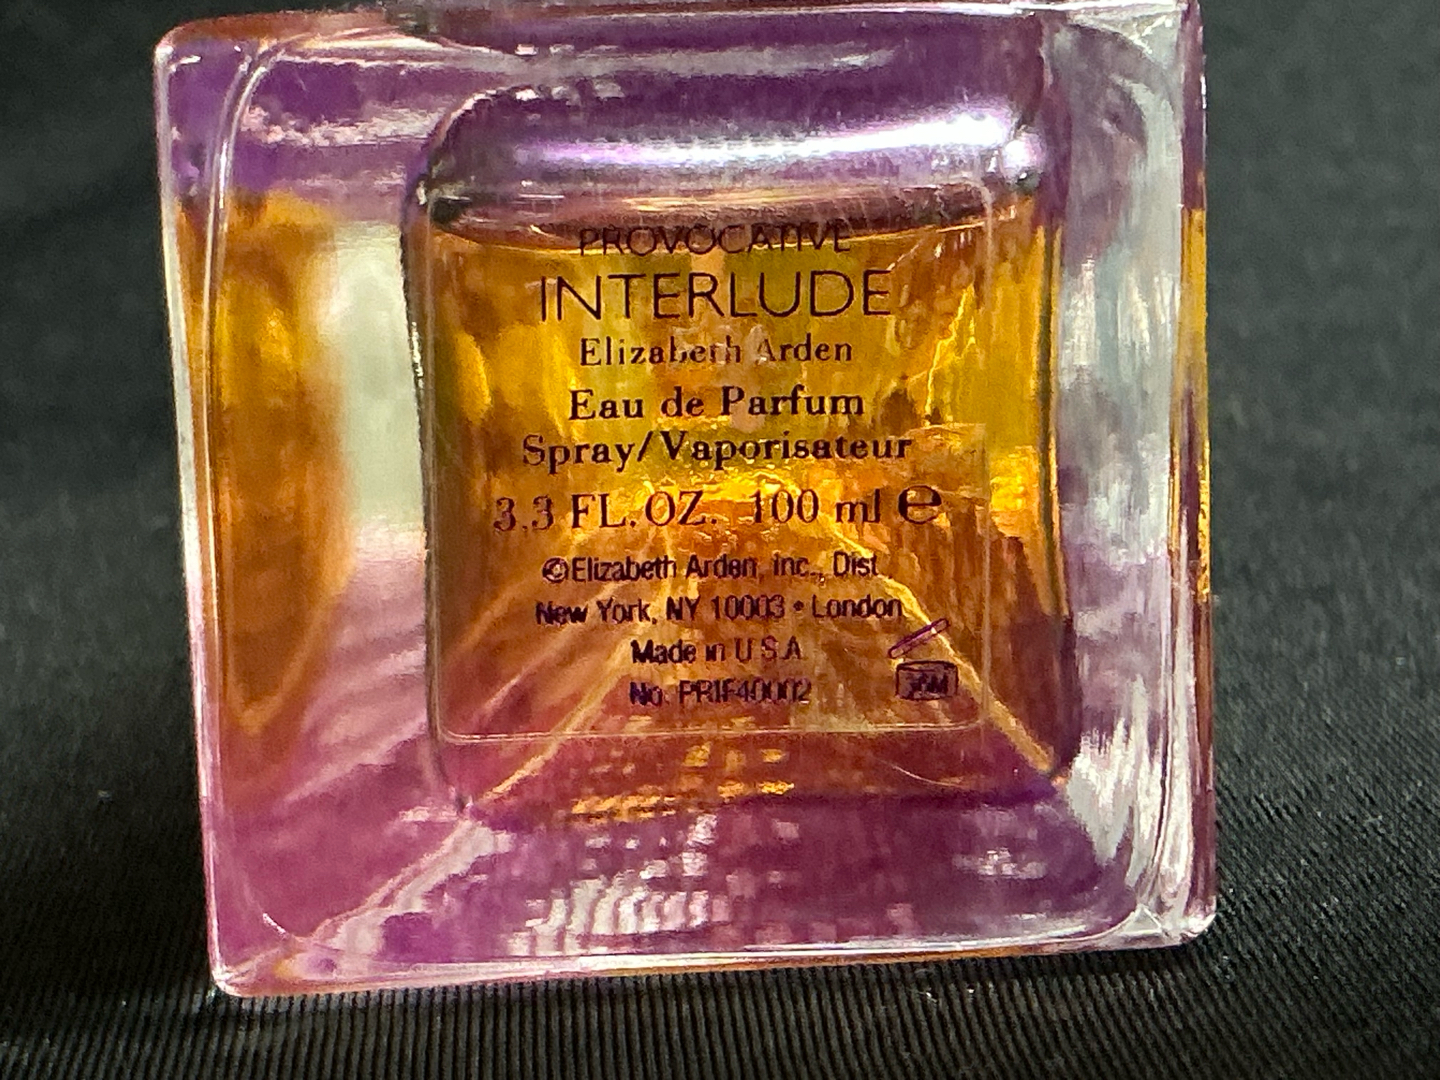 PROVOCATIVE
INTERLUDE
Elizabeth Arden
Eau de Parfum
Spray/Vaporisateur
3.3 FL. OZ. 100 ml ℮
©Elizabeth Arden, Inc., Dist.
New York, NY 10003 • London
Made in U.S.A.
No. PRIF40002